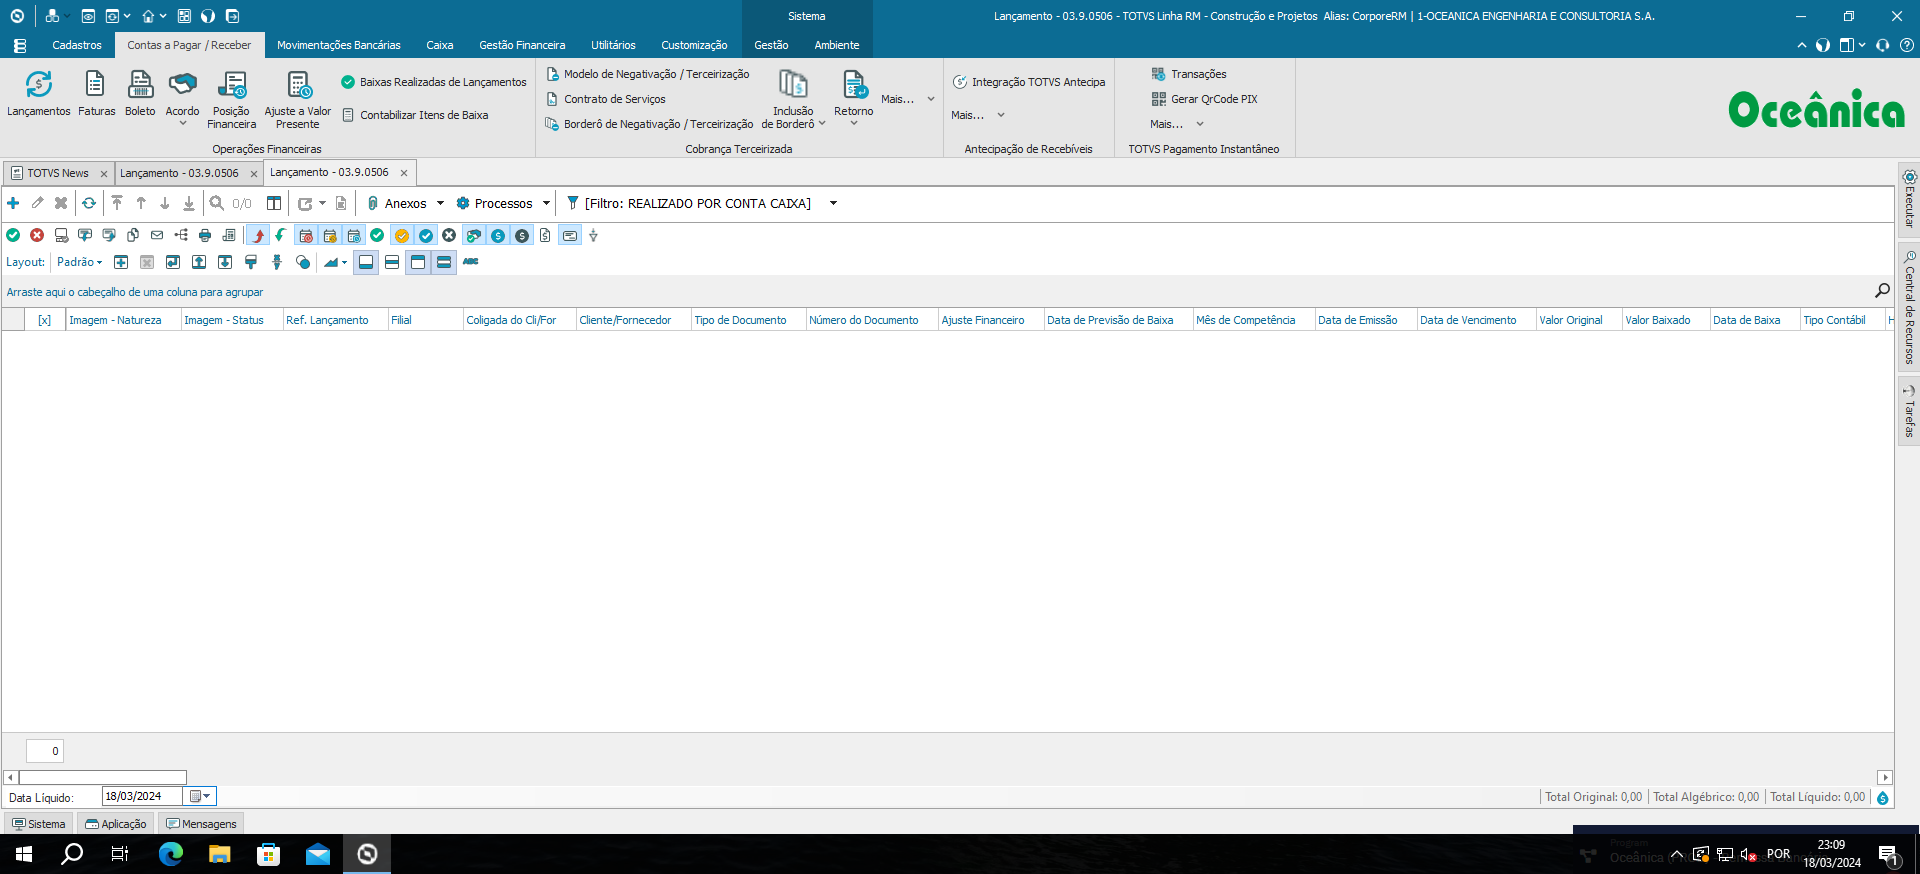 Sistema
Lançamento - 03.9.0506 - TOTVS Linha RM - Construção e Projetos  Alias: CorporeRM | 1-OCEANICA ENGENHARIA E CONSULTORIA S.A.
Cadastros
Contas a Pagar / Receber
Movimentações Bancárias
Caixa
Gestão Financeira
Utilitários
Customização
Gestão
Ambiente
Lançamentos
Faturas
Boleto
Acordo
Posição
Financeira
Ajuste a Valor
Presente
Baixas Realizadas de Lançamentos
Contabilizar Itens de Baixa
Operações Financeiras
Modelo de Negativação / Terceirização
Contrato de Serviços
Borderô de Negativação / Terceirização
Inclusão
de Borderô
Retorno
Mais...
Cobrança Terceirizada
Integração TOTVS Antecipa
Mais...
Antecipação de Recebíveis
Transações
Gerar QrCode PIX
Mais...
TOTVS Pagamento Instantâneo
Oceânica
TOTVS News
Lançamento - 03.9.0506
Lançamento - 03.9.0506
0/0
Anexos
Processos
[Filtro: REALIZADO POR CONTA CAIXA]
Layout:
Padrão
ABC
Arraste aqui o cabeçalho de uma coluna para agrupar
[x]
Imagem - Natureza
Imagem - Status
Ref. Lançamento
Filial
Coligada do Cli/For
Cliente/Fornecedor
Tipo de Documento
Número do Documento
Ajuste Financeiro
Data de Previsão de Baixa
Mês de Competência
Data de Emissão
Data de Vencimento
Valor Original
Valor Baixado
Data de Baixa
Tipo Contábil
Executar
Central de Recursos
Tarefas
0
Data Líquido:
18/03/2024
Total Original: 0,00
Total Algébrico: 0,00
Total Líquido: 0,00
Sistema
Aplicação
Mensagens
Program
Oceânica
POR
23:09
18/03/2024
1